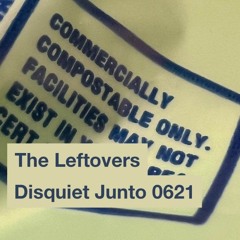 COMMERCIALLY
COMPOSTABLE ONLY.
FACILITIES MAY NOT
EXIST IN
CERT
The Leftovers
Disquiet Junto 0621